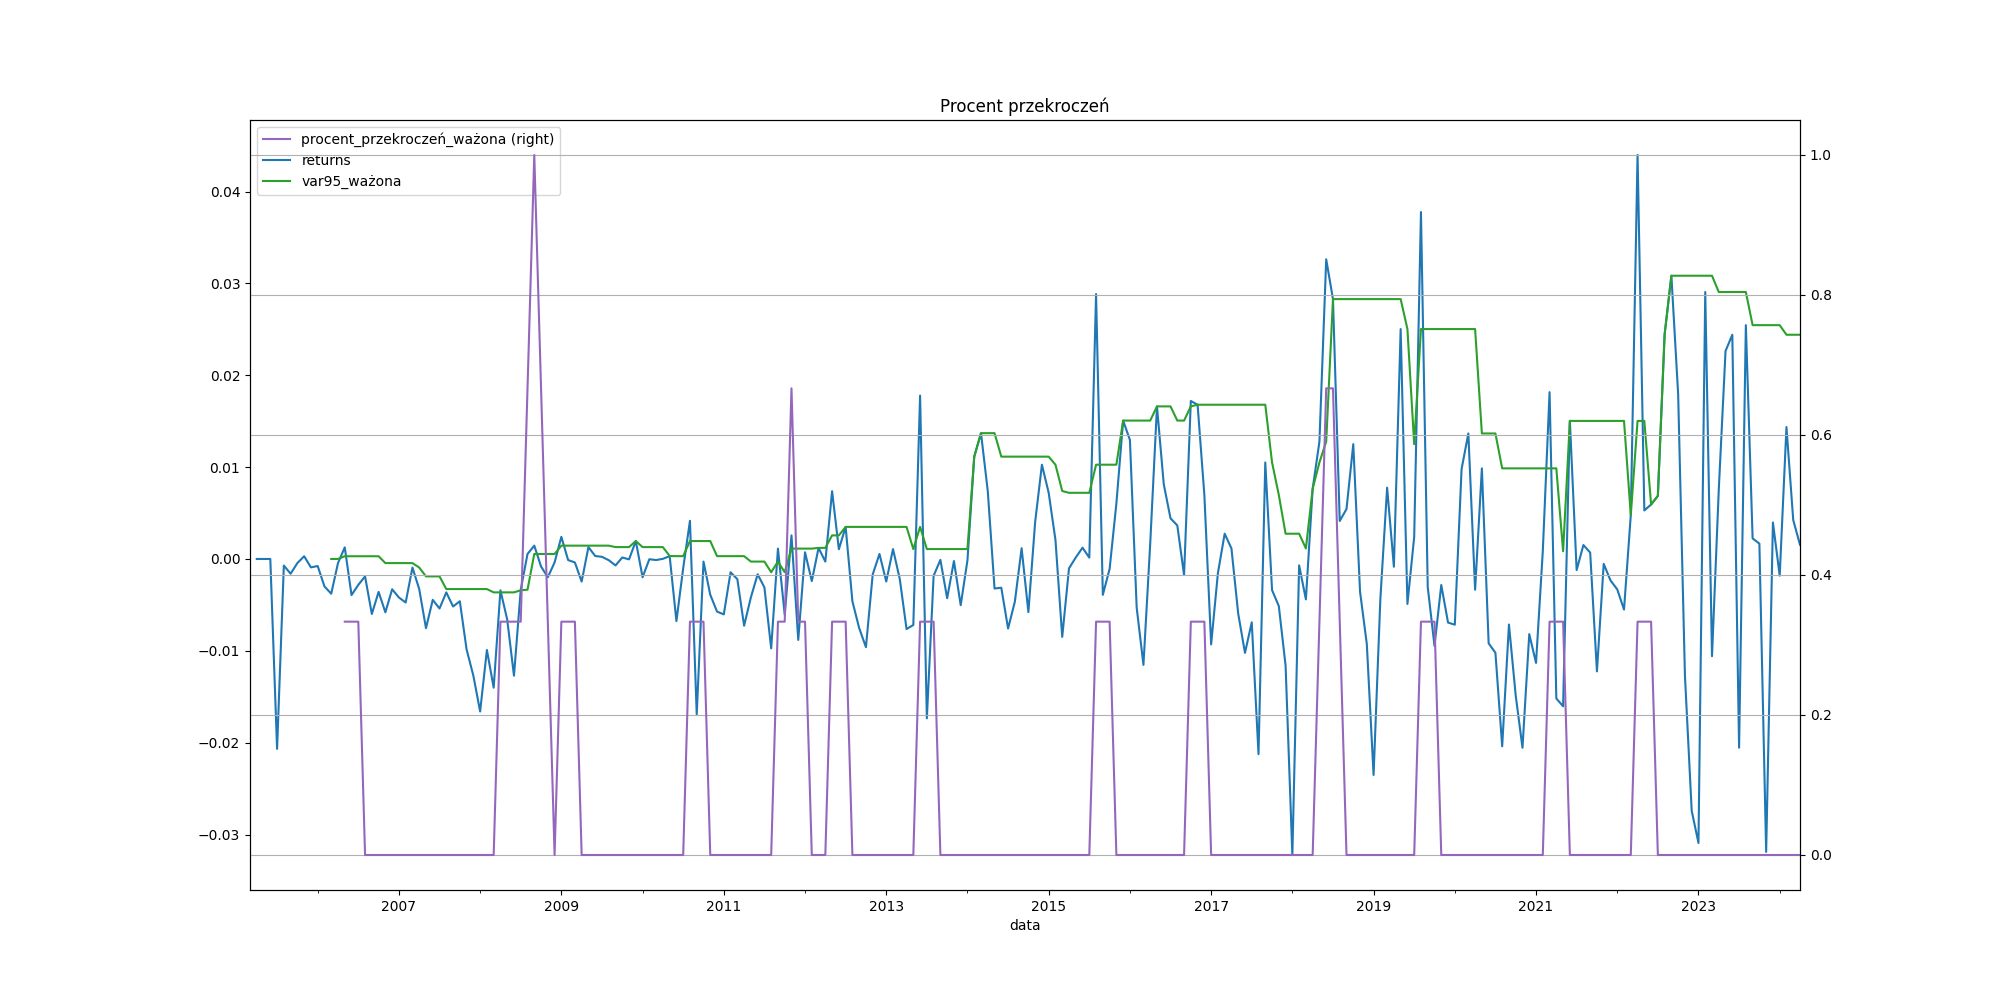 Procent przekroczeń
procent_przekroczeń_ważona (right)
returns
var95_ważona
0.04
0.03
0.02
0.01
0.00
−0.01
−0.02
−0.03
1.0
0.8
0.6
0.4
0.2
0.0
2007 2009 2011 2013 2015 2017 2019 2021 2023
data